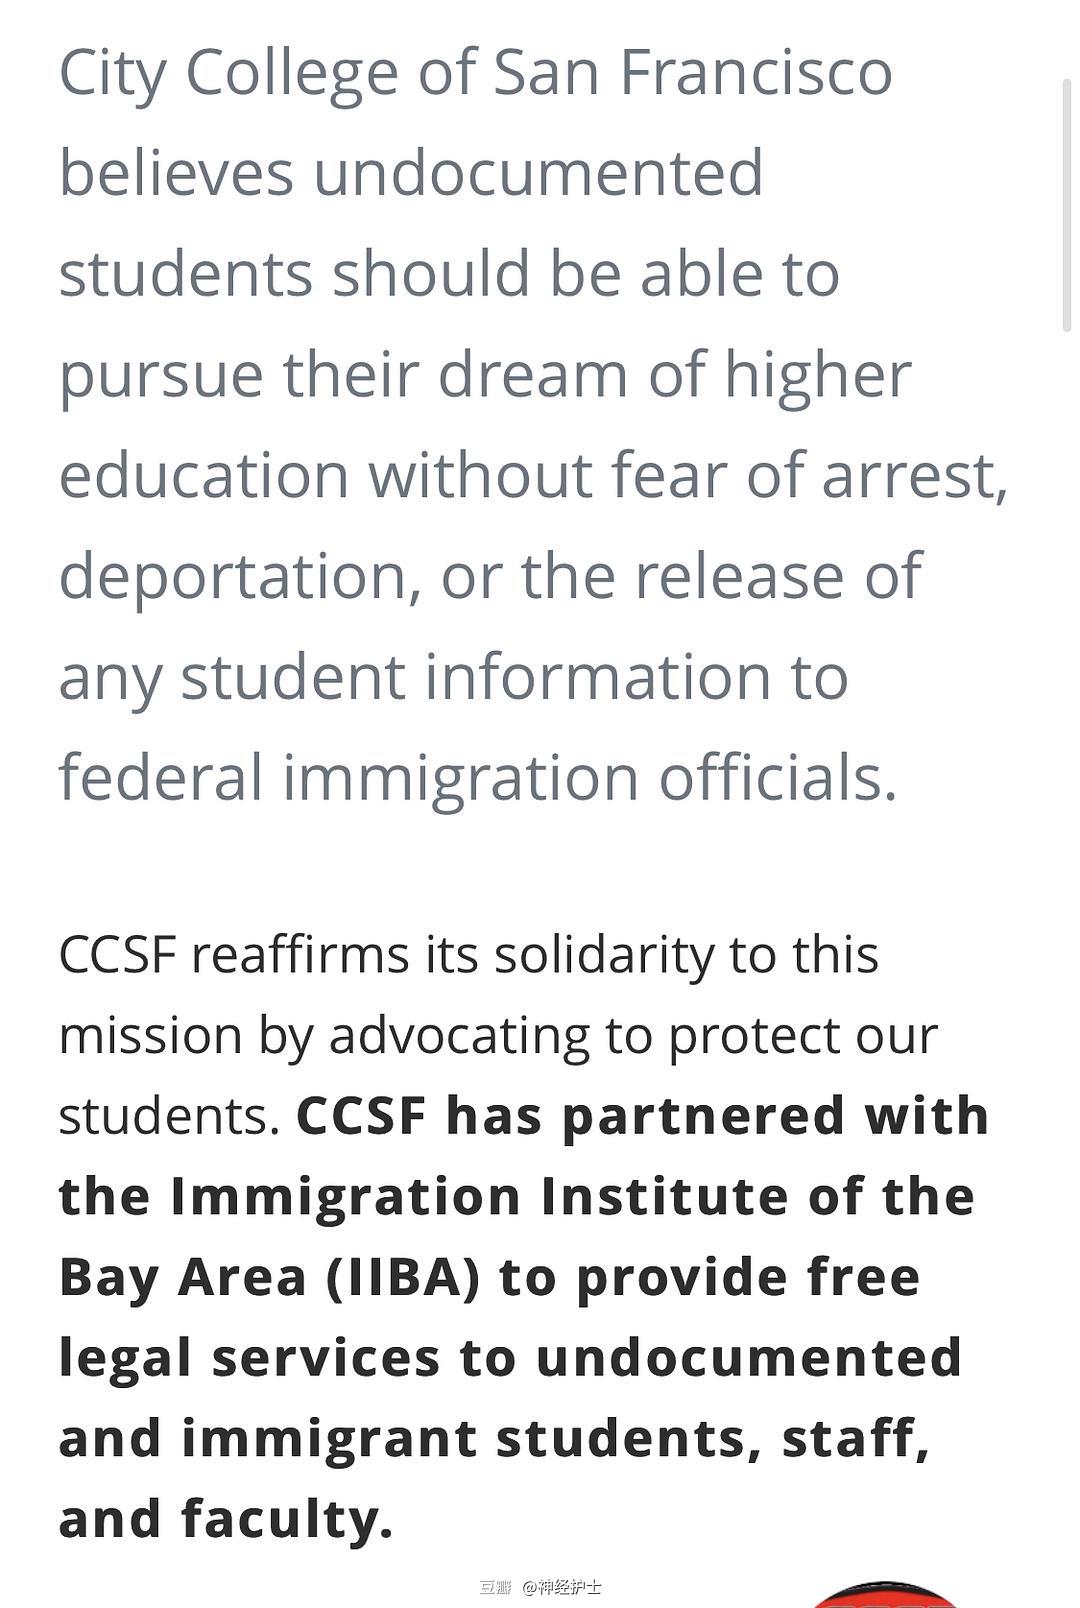 City College of San Francisco
believes undocumented
students should be able to
pursue their dream of higher
education without fear of arrest,
deportation, or the release of
any student information to
federal immigration officials.
CCSF reaffirms its solidarity to this
mission by advocating to protect our
students. CCSF has partnered with
the Immigration Institute of the
Bay Area (IIBA) to provide free
legal services to undocumented
and immigrant students, staff,
and faculty.
豆瓣 @神经护士